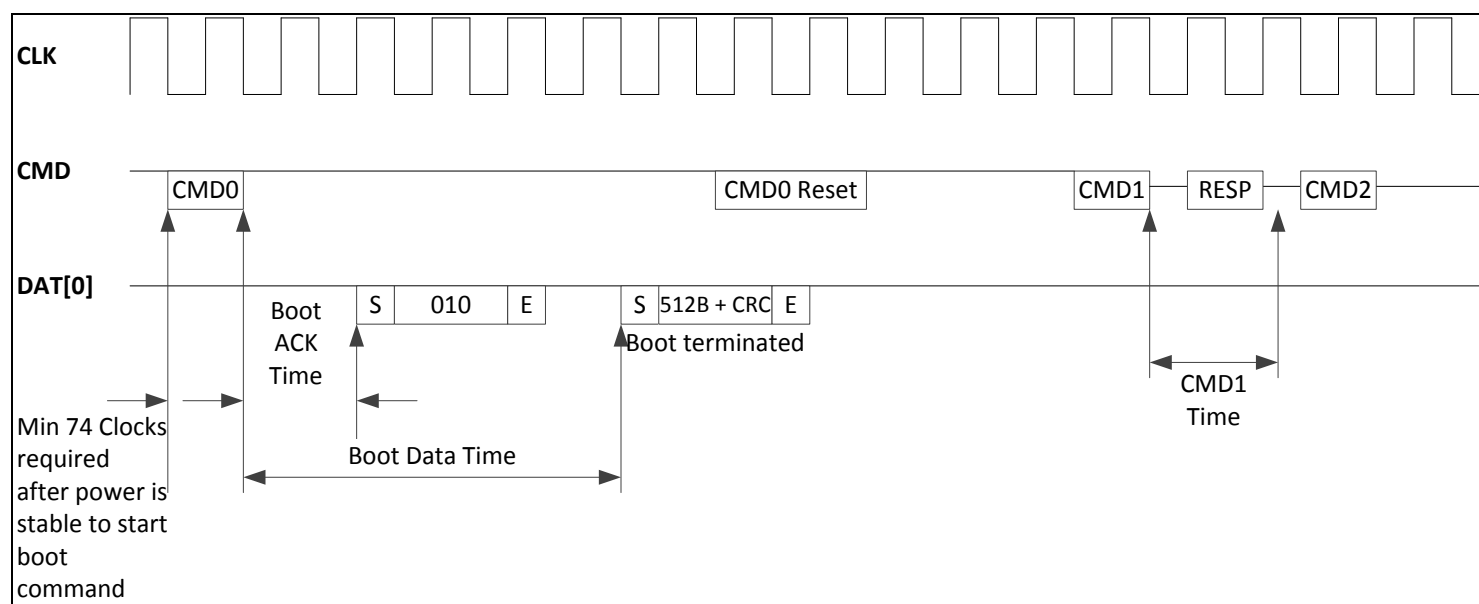 CLK
CMD
CMD0
CMD0 Reset
CMD1
RESP
CMD2
DAT[0]
S
010
E
S
512B + CRC
E
Boot
ACK
Time
Boot terminated
CMD1
Time
Boot Data Time
Min 74 Clocks
required
after power is
stable to start
boot
command